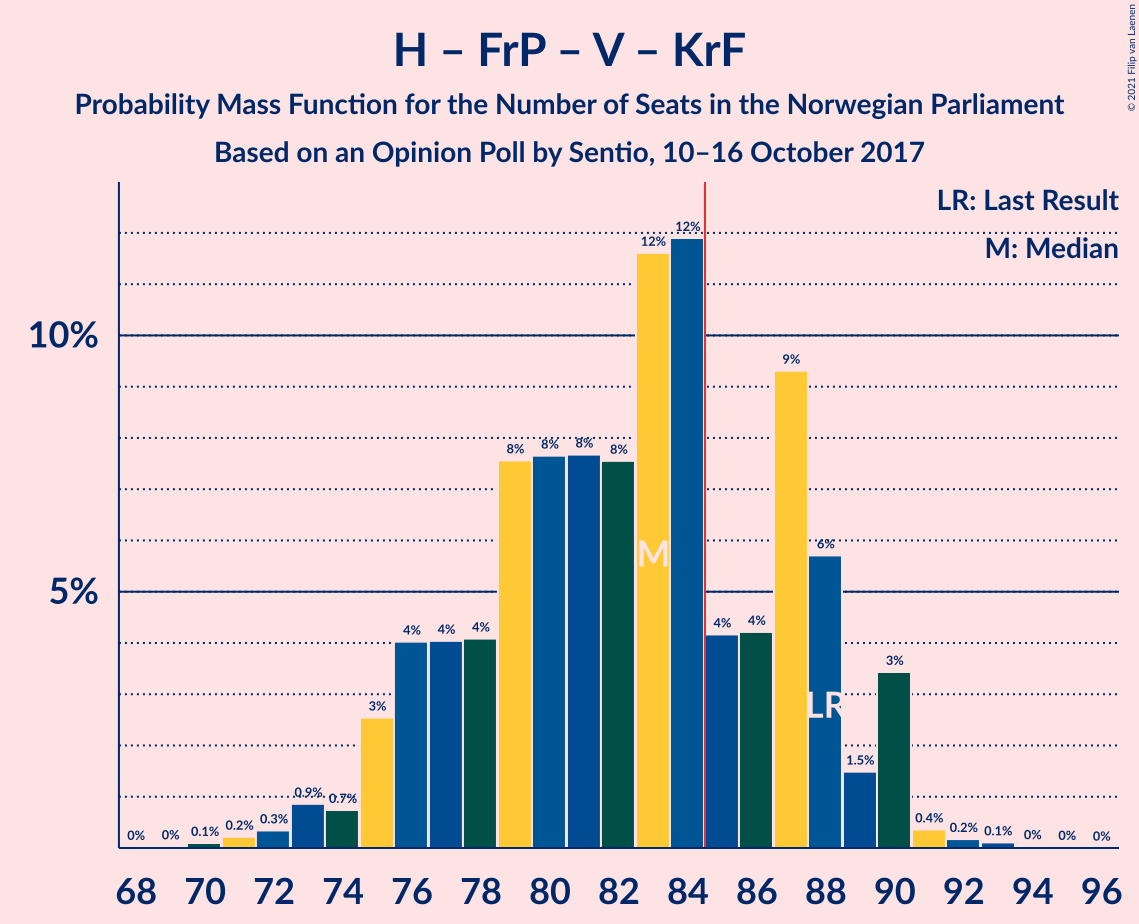 H – FrP – V – KrF
Probability Mass Function for the Number of Seats in the Norwegian Parliament
Based on an Opinion Poll by Sentio, 10–16 October 2017
© 2021 Filip van Laenen
LR: Last Result
M: Median
10%
5%
0% 0% 0.1% 0.2% 0.3% 0.9% 0.7% 3% 4% 4% 4% 8% 8% 8% 8% 12% 12% 4% 4% 9% 6% 1.5% 3% 0.4% 0.2% 0.1% 0% 0% 0%
M
LR
68 70 72 74 76 78 80 82 84 86 88 90 92 94 96